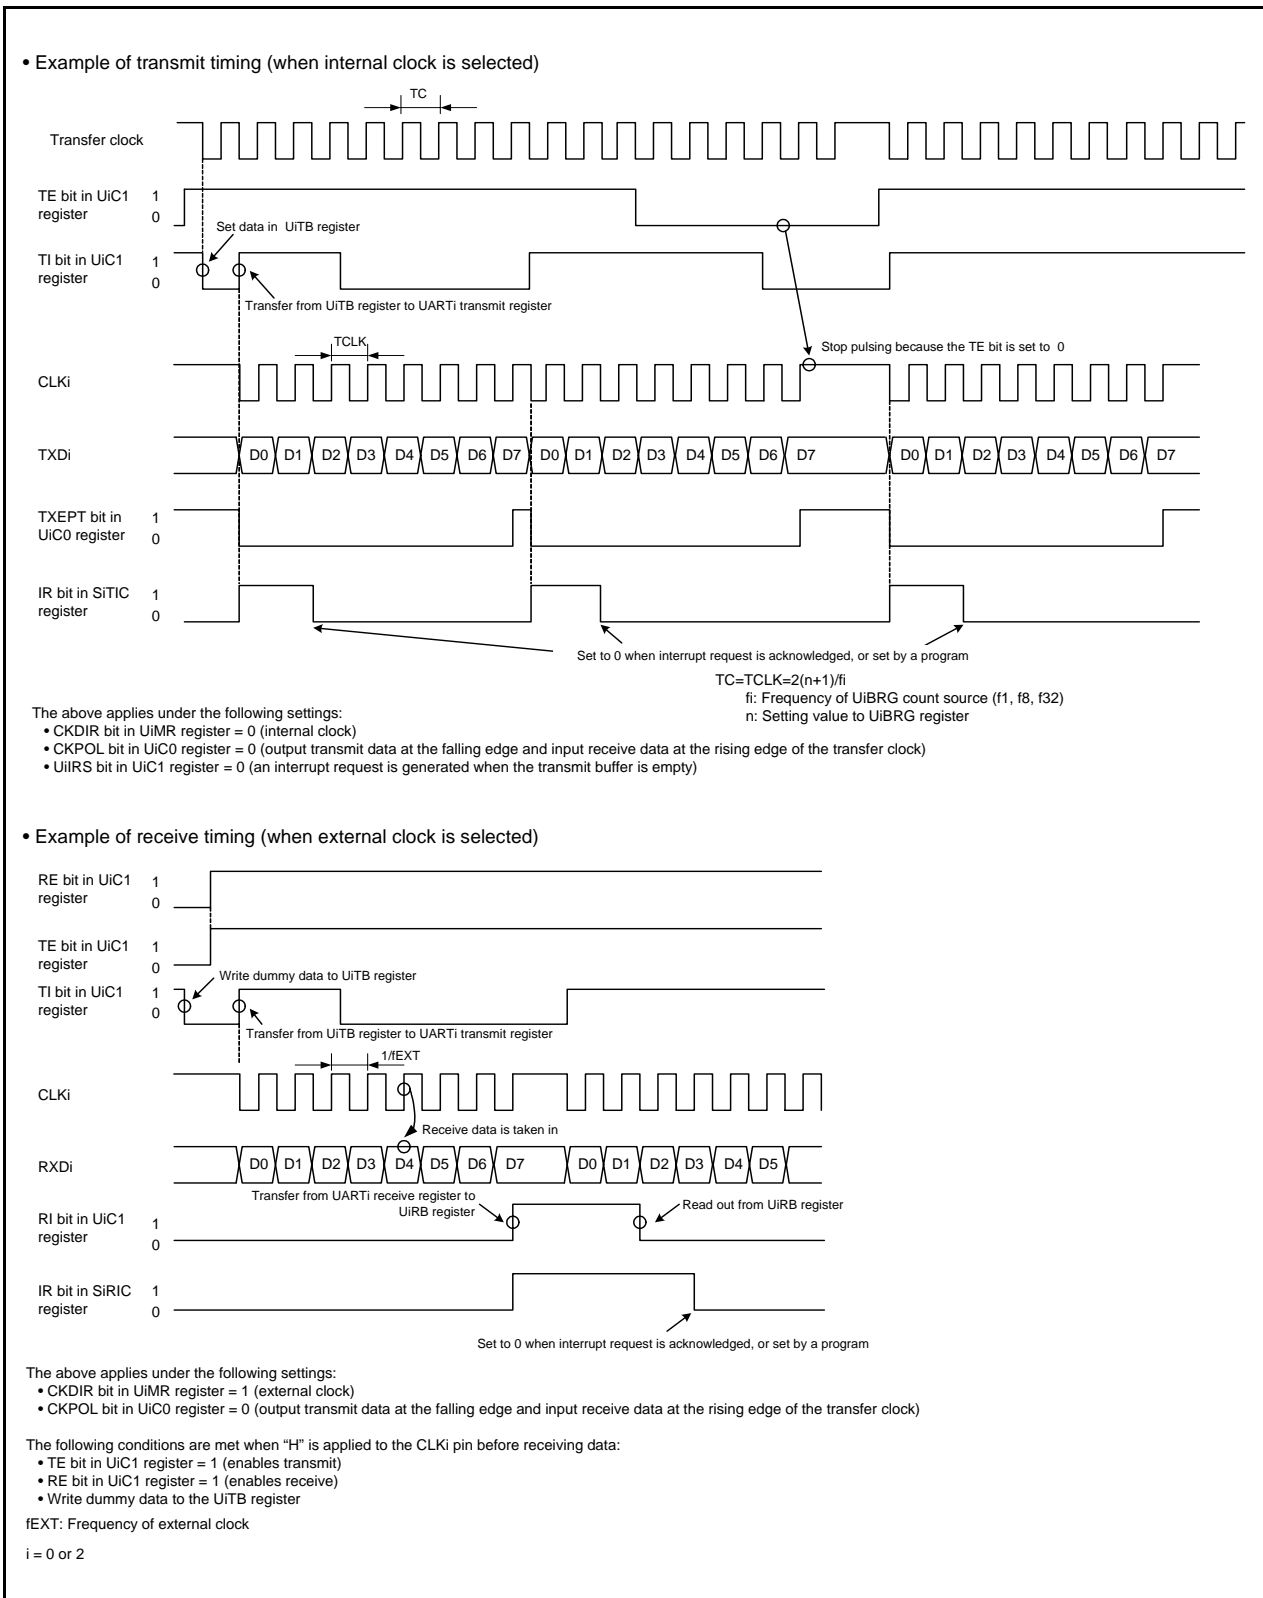 • Example of transmit timing (when internal clock is selected)
TC
Transfer clock
TE bit in UiC1
register
1
0
Set data in UiTB register
TI bit in UiC1
register
1
0
Transfer from UiTB register to UARTi transmit register
TCLK
Stop pulsing because the TE bit is set to 0
CLKi
TXDi
D0 D1 D2 D3 D4 D5 D6 D7 D0 D1 D2 D3 D4 D5 D6 D7 D0 D1 D2 D3 D4 D5 D6 D7
TXEPT bit in
UiC0 register
1
0
IR bit in SiTIC
register
1
0
Set to 0 when interrupt request is acknowledged, or set by a program
TC=TCLK=2(n+1)/fi
fi: Frequency of UiBRG count source (f1, f8, f32)
n: Setting value to UiBRG register
The above applies under the following settings:
• CKDIR bit in UiMR register = 0 (internal clock)
• CKPOL bit in UiC0 register = 0 (output transmit data at the falling edge and input receive data at the rising edge of the transfer clock)
• UiIRS bit in UiC1 register = 0 (an interrupt request is generated when the transmit buffer is empty)
• Example of receive timing (when external clock is selected)
RE bit in UiC1
register
1
0
TE bit in UiC1
register
1
0
Write dummy data to UiTB register
TI bit in UiC1
register
1
0
Transfer from UiTB register to UARTi transmit register
1/fEXT
CLKi
Receive data is taken in
RXDi
D0 D1 D2 D3 D4 D5 D6 D7 D0 D1 D2 D3 D4 D5
Transfer from UARTi receive register to
UiRB register
Read out from UiRB register
RI bit in UiC1
register
1
0
IR bit in SiRIC
register
1
0
Set to 0 when interrupt request is acknowledged, or set by a program
The above applies under the following settings:
• CKDIR bit in UiMR register = 1 (external clock)
• CKPOL bit in UiC0 register = 0 (output transmit data at the falling edge and input receive data at the rising edge of the transfer clock)
The following conditions are met when “H” is applied to the CLKi pin before receiving data:
• TE bit in UiC1 register = 1 (enables transmit)
• RE bit in UiC1 register = 1 (enables receive)
• Write dummy data to the UiTB register
fEXT: Frequency of external clock
i = 0 or 2